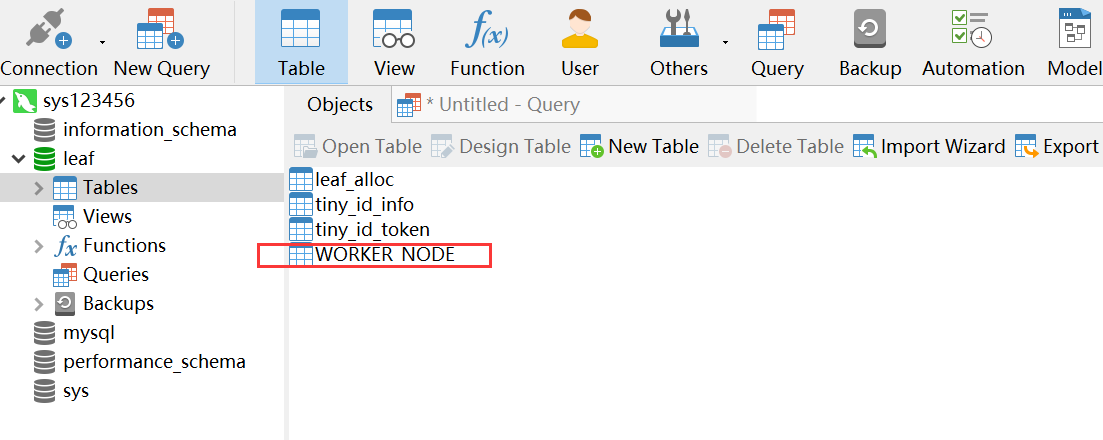 Connection New Query Table View Function User Others Query Backup Automation Model
sys123456
information_schema
leaf
Tables
Views
Functions
Queries
Backups
mysql
performance_schema
sys
Objects * Untitled - Query
Open Table Design Table New Table Delete Table Import Wizard Export
leaf_alloc
tiny_id_info
tiny_id_token
WORKER_NODE